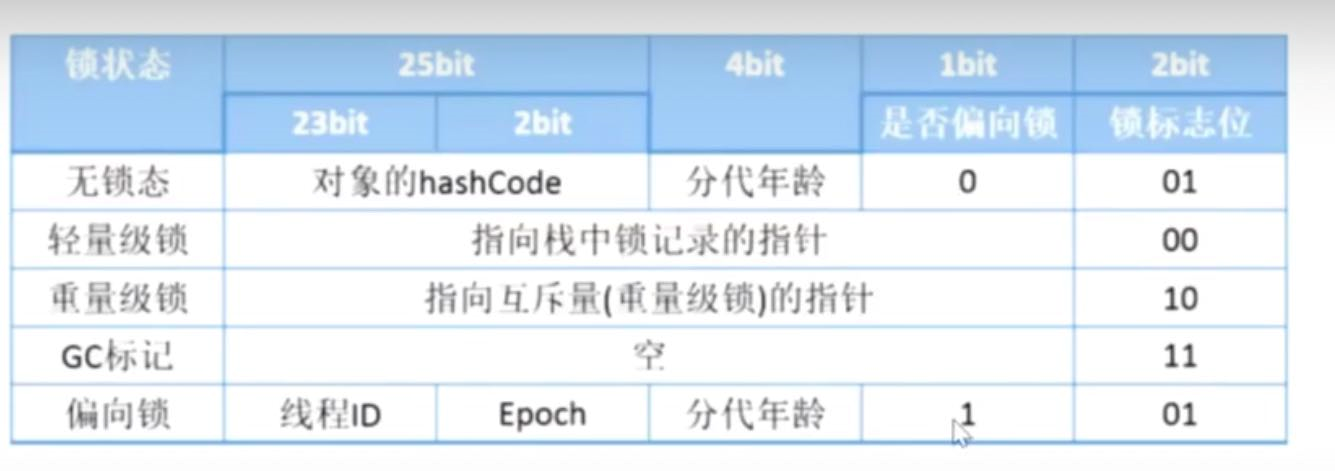 锁状态 25bit 4bit 1bit 2bit
23bit 2bit 是否偏向锁 锁标志位
无锁态 对象的hashCode 分代年龄 0 01
轻量级锁 指向栈中锁记录的指针 00
重量级锁 指向互斥量(重量级锁)的指针 10
GC标记 空 11
偏向锁 线程ID Epoch 分代年龄 1 01